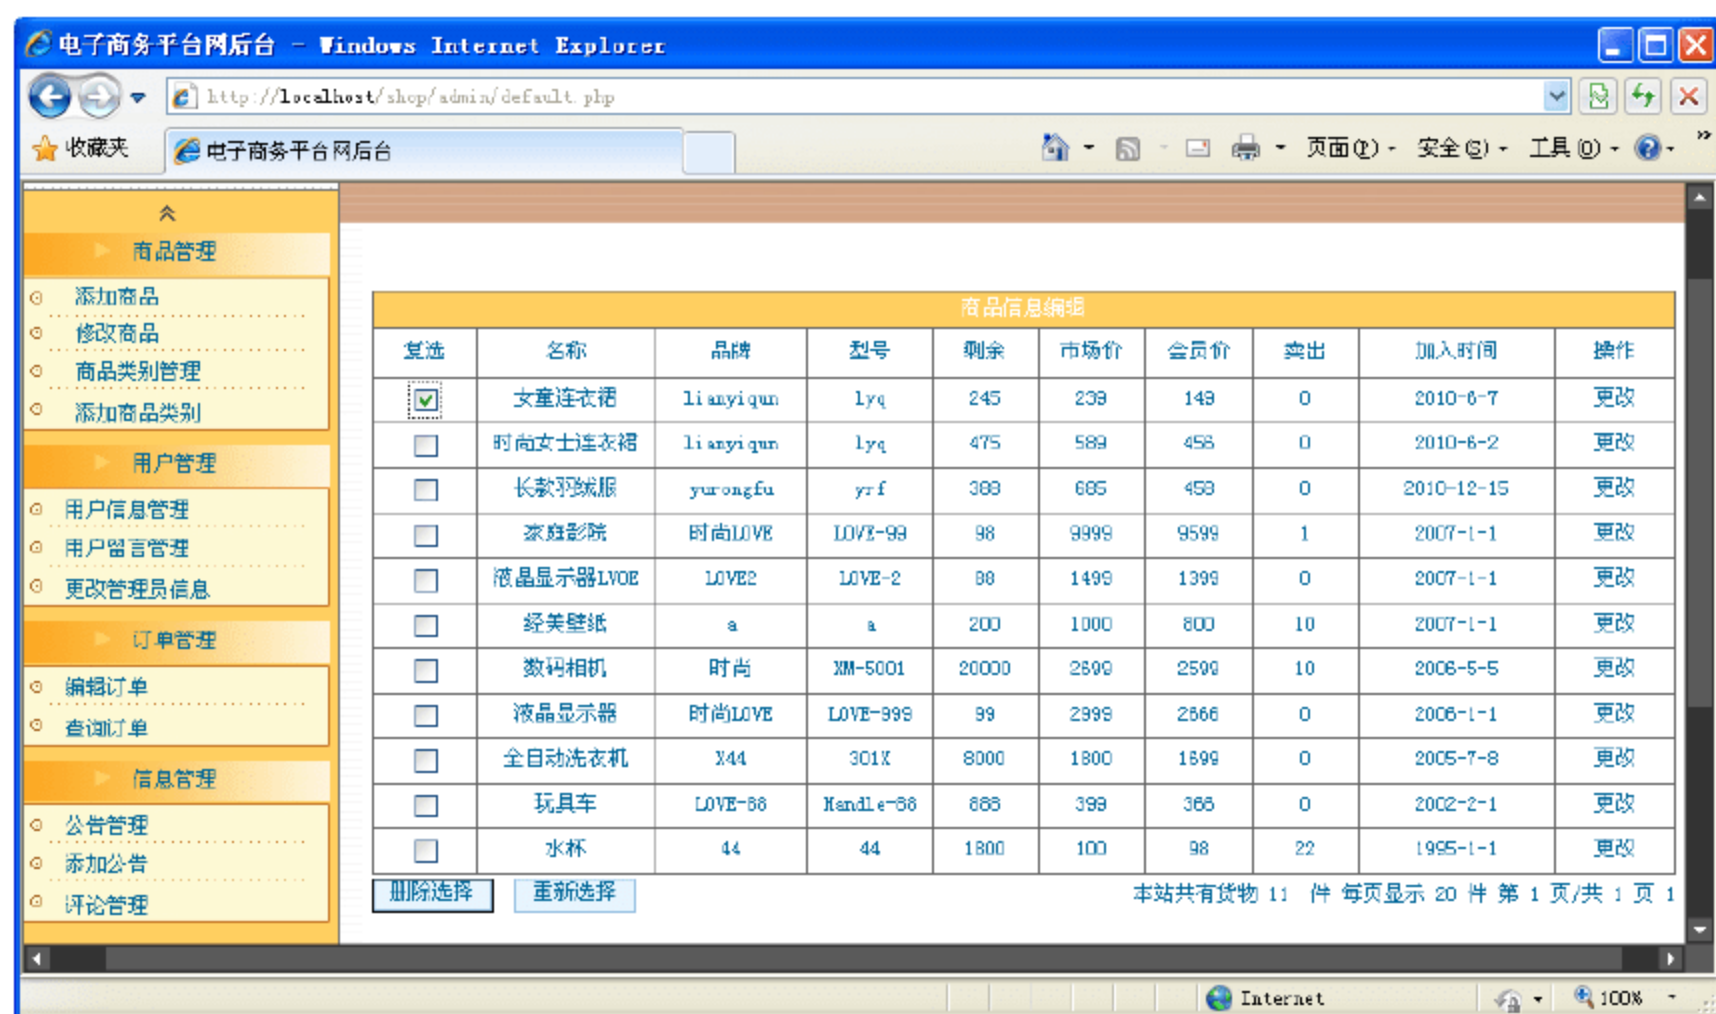 电子商务平台网后台 - Windows Internet Explorer
http://localhost/shop/admin/default.php
收藏夹 电子商务平台网后台 页面(P) 安全(S) 工具(O)
商品管理
添加商品
修改商品
商品类别管理
添加商品类别
用户管理
用户信息管理
用户留言管理
更改管理员信息
订单管理
编辑订单
查询订单
信息管理
公告管理
添加公告
评论管理
商品信息编辑
复选 名称 品牌 型号 剩余 市场价 会员价 卖出 加入时间 操作
女童连衣裙 lianyiqun lyq 245 239 149 0 2010-6-7 更改
时尚女士连衣裙 lianyiqun lyq 475 589 0 2010-6-2 更改
长款羽绒服 yurongfu yrf 685 0 2010-12-15 更改
家庭影院 时尚LOVE LOVE-99 98 9999 9599 1 2007-1-1 更改
液晶显示器LVOE LOVE2 LOVE-2 1499 1399 0 2007-1-1 更改
经美壁纸 a a 200 1000 800 10 2007-1-1 更改
数码相机 时尚 XM-5001 20000 2699 2599 10 2006-5-5 更改
液晶显示器 时尚LOVE LOVE-999 99 2999 2666 0 2006-1-1 更改
全自动洗衣机 X44 301X 8000 1800 1699 0 2005-7-8 更改
玩具车 399 0 2002-2-1 更改
水杯 44 44 1800 100 98 22 1995-1-1 更改
删除选择 重新选择 本站共有货物 11 件 每页显示 20 件 第 1 页/共 1 页 1
Internet 100%